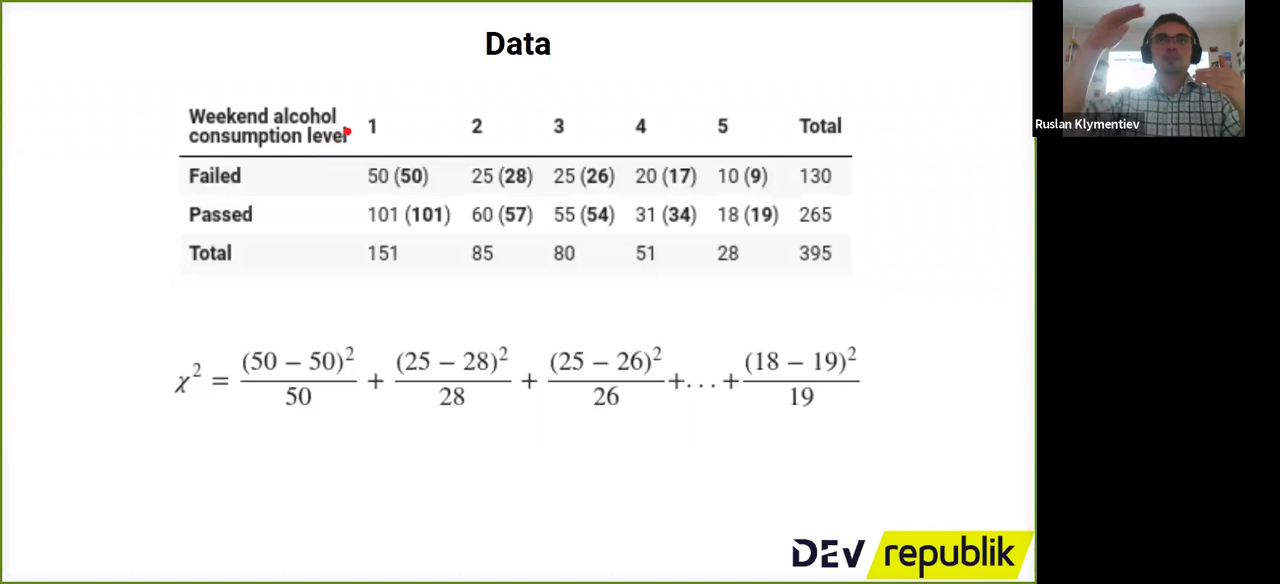 Data
Weekend alcohol
consumption level 1 2 3 4 5 Total
Failed 50 (50) 25 (28) 25 (26) 20 (17) 10 (9) 130
Passed 101 (101) 60 (57) 55 (54) 31 (34) 18 (19) 265
Total 151 85 80 51 28 395
χ² = (50 − 50)²/50 + (25 − 28)²/28 + (25 − 26)²/26 +…+ (18 − 19)²/19
DEV republik
Ruslan Klymentiev